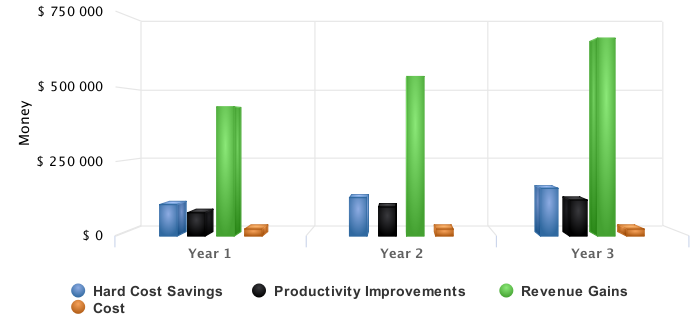 $ 750 000
$ 500 000
Money
$ 250 000
$ 0
Year 1 Year 2 Year 3
Hard Cost Savings Productivity Improvements Revenue Gains
Cost